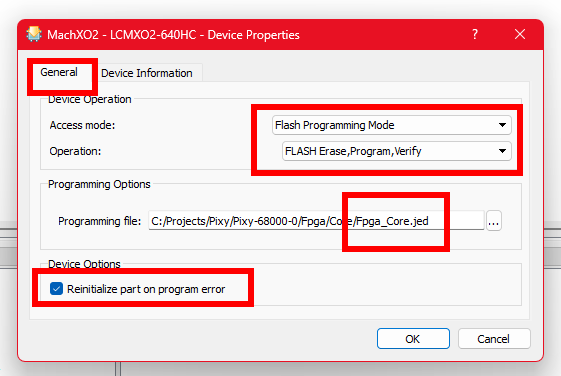 MachXO2 - LCMXO2-640HC - Device Properties
General Device Information
Device Operation
Access mode: Flash Programming Mode
Operation: FLASH Erase,Program,Verify
Programming Options
Programming file: C:/Projects/Pixy/Pixy-68000-0/Fpga/Core/Fpga_Core.jed ...
Device Options
Reinitialize part on program error
OK Cancel